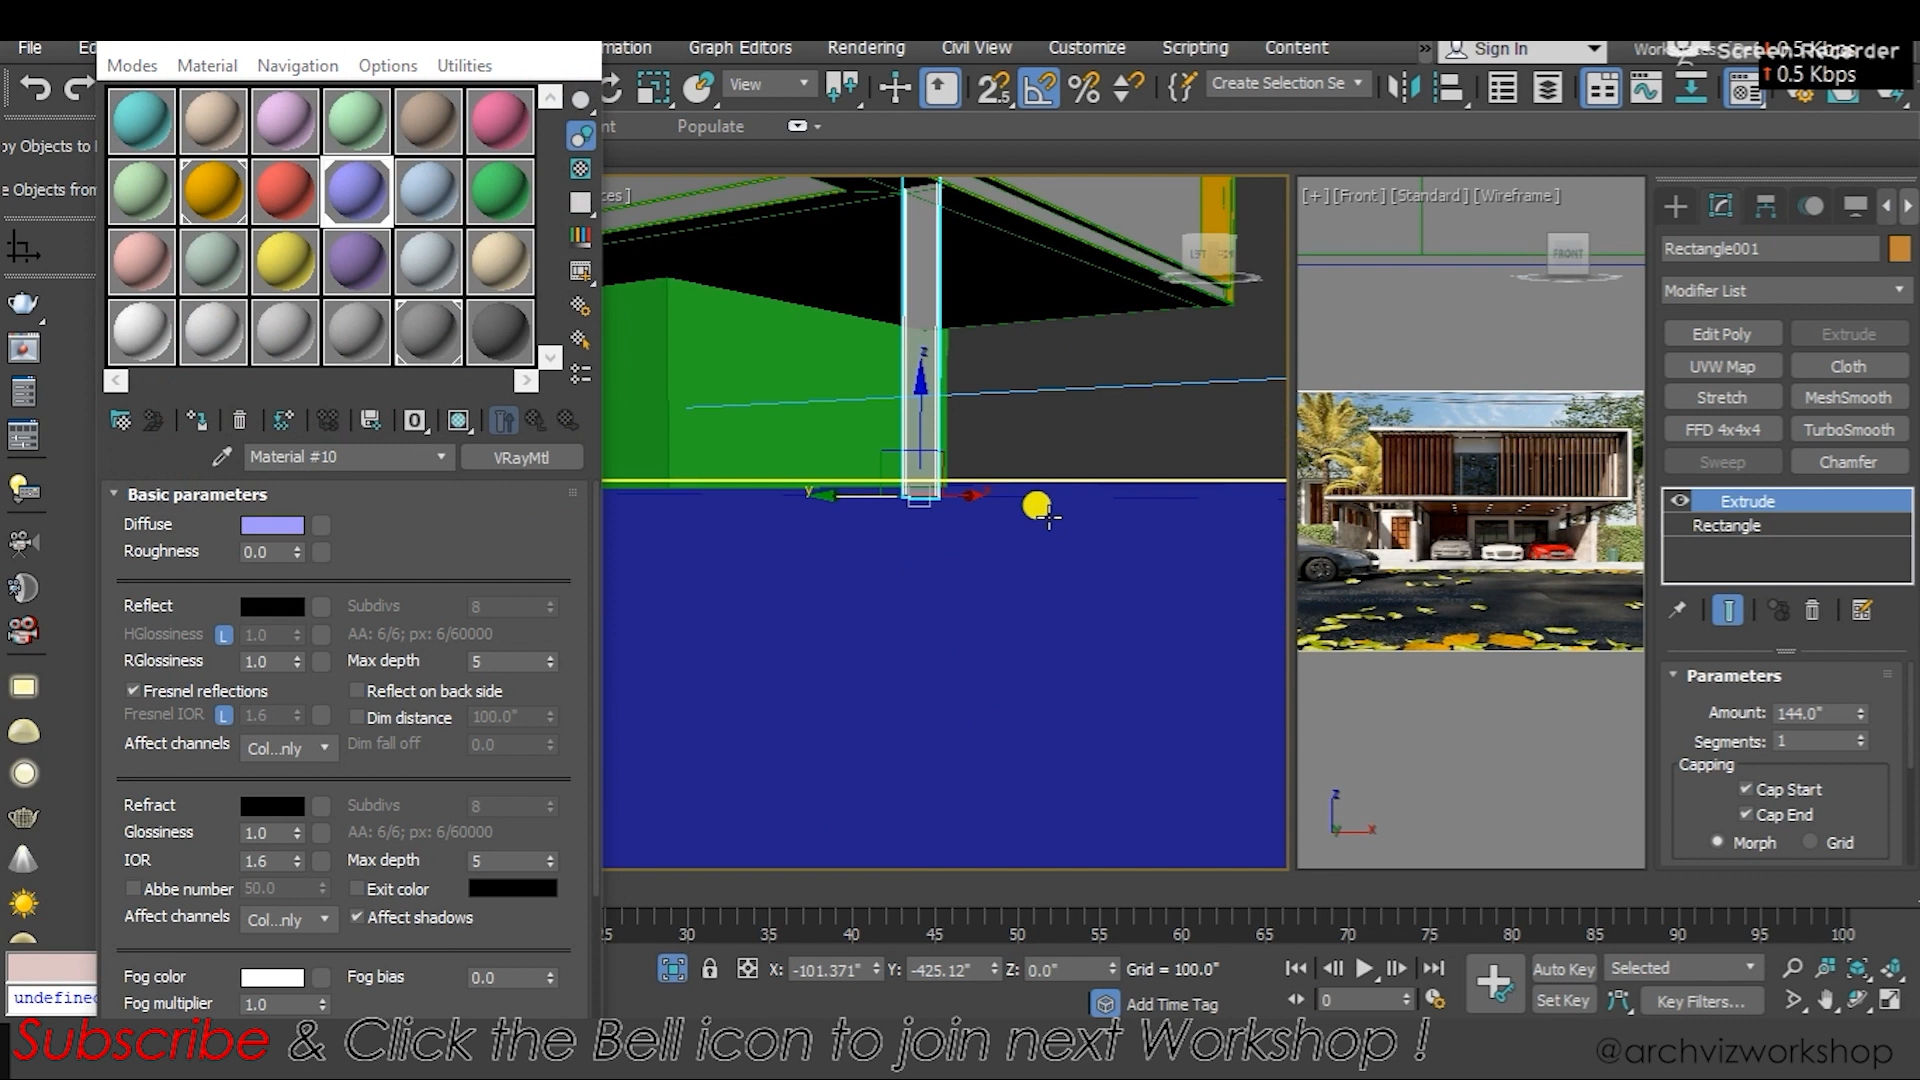 File
Graph Editors
Rendering
Civil View
Customize
Scripting
Content
Sign In
Screen Recorder
0.5 Kbps
0.5 Kbps
Modes
Material
Navigation
Options
Utilities
View
2.5
Create Selection Se
Populate
[+] [Front ] [Standard ] [Wireframe ]
FRONT
Rectangle001
Modifier List
Edit Poly
Extrude
UVW Map
Cloth
Stretch
MeshSmooth
FFD 4x4x4
TurboSmooth
Sweep
Chamfer
Extrude
Rectangle
z
y
Material #10
VRayMtl
Basic parameters
Diffuse
Roughness
0.0
Reflect
Subdivs
8
HGlossiness
L
1.0
AA: 6/6; px: 6/60000
RGlossiness
1.0
Max depth
5
Fresnel reflections
Reflect on back side
Fresnel IOR
L
1.6
Dim distance
100.0"
Affect channels
Col...nly
Dim fall off
0.0
Refract
Subdivs
8
Glossiness
1.0
AA: 6/6; px: 6/60000
IOR
1.6
Max depth
5
Abbe number
50.0
Exit color
Affect channels
Col...nly
Affect shadows
Fog color
Fog bias
0.0
Fog multiplier
1.0
Parameters
Amount: 144.0"
Segments: 1
Capping
Cap Start
Cap End
Morph
Grid
z
x
30 35 40 45 50 55 60 65 70 75 80 85 90 95 100
X: -101.371"
Y: -425.12"
Z: 0.0"
Grid = 100.0"
Auto Key
Selected
Add Time Tag
0
Set Key
Key Filters...
Subscribe & Click the Bell icon to join next Workshop !
@archvizworkshop